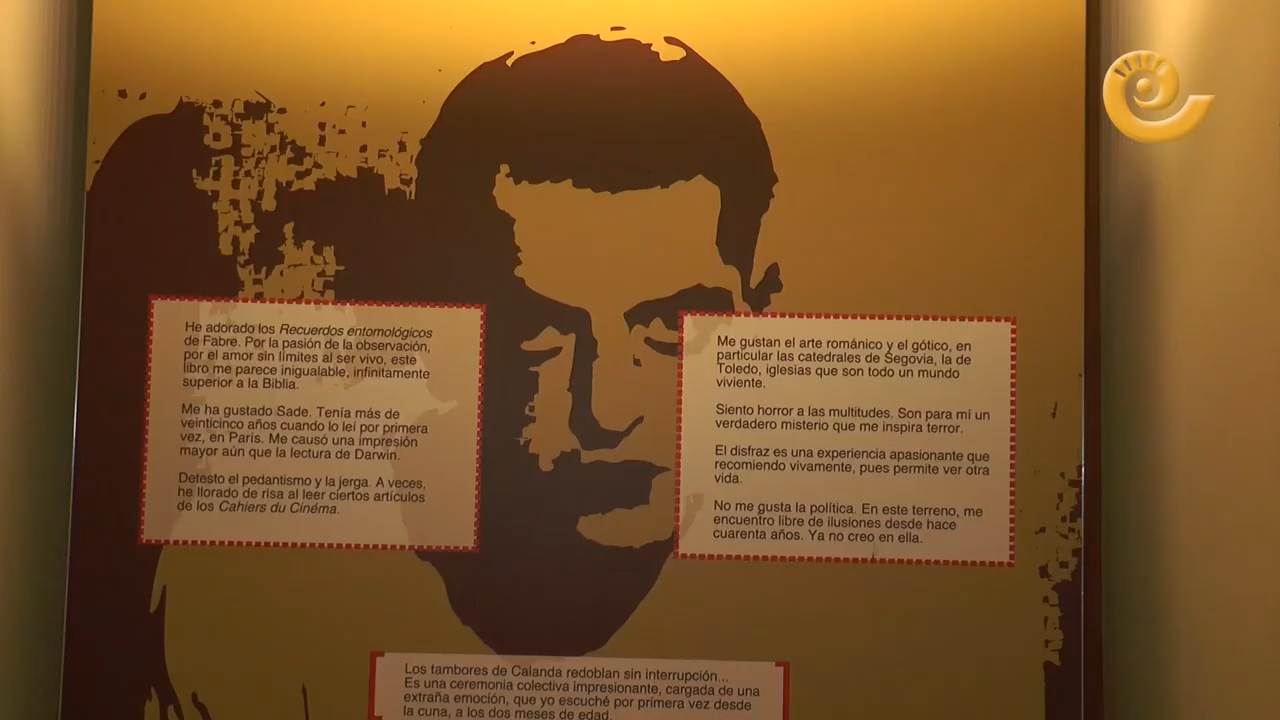 He adorado los Recuerdos entomológicos
de Fabre. Por la pasión de la observación,
por el amor sin límites al ser vivo, este
libro me parece inigualable, infinitamente
superior a la Biblia.
Me ha gustado Sade. Tenía más de
veinticinco años cuando lo leí por primera
vez, en París. Me causó una impresión
mayor aún que la lectura de Darwin.
Detesto el pedantismo y la jerga. A veces,
he llorado de risa al leer ciertos artículos
de los Cahiers du Cinéma.
Me gustan el arte románico y el gótico, en
particular las catedrales de Segovia, la de
Toledo, iglesias que son todo un mundo
viviente.
Siento horror a las multitudes. Son para mí un
verdadero misterio que me inspira terror.
El disfraz es una experiencia apasionante que
recomiendo vivamente, pues permite ver otra
vida.
No me gusta la política. En este terreno, me
encuentro libre de ilusiones desde hace
cuarenta años. Ya no creo en ella.
Los tambores de Calanda redoblan sin interrupción...
Es una ceremonia colectiva impresionante, cargada de una
extraña emoción, que yo escuché por primera vez desde
la cuna, a los dos meses de edad.